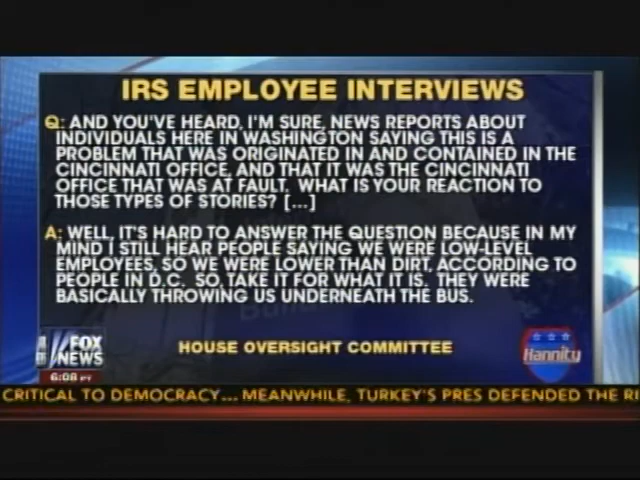 IRS EMPLOYEE INTERVIEWS
Q: AND YOU'VE HEARD, I'M SURE, NEWS REPORTS ABOUT
INDIVIDUALS HERE IN WASHINGTON SAYING THIS IS A
PROBLEM THAT WAS ORIGINATED IN AND CONTAINED IN THE
CINCINNATI OFFICE, AND THAT IT WAS THE CINCINNATI
OFFICE THAT WAS AT FAULT. WHAT IS YOUR REACTION TO
THOSE TYPES OF STORIES? [...]
A: WELL, IT'S HARD TO ANSWER THE QUESTION BECAUSE IN MY
MIND I STILL HEAR PEOPLE SAYING WE WERE LOW-LEVEL
EMPLOYEES, SO WE WERE LOWER THAN DIRT, ACCORDING TO
PEOPLE IN D.C. SO, TAKE IT FOR WHAT IT IS. THEY WERE
BASICALLY THROWING US UNDERNEATH THE BUS.
HOUSE OVERSIGHT COMMITTEE
FOX
NEWS
6:08 PT
Hannity
CRITICAL TO DEMOCRACY... MEANWHILE, TURKEY'S PRES DEFENDED THE RI